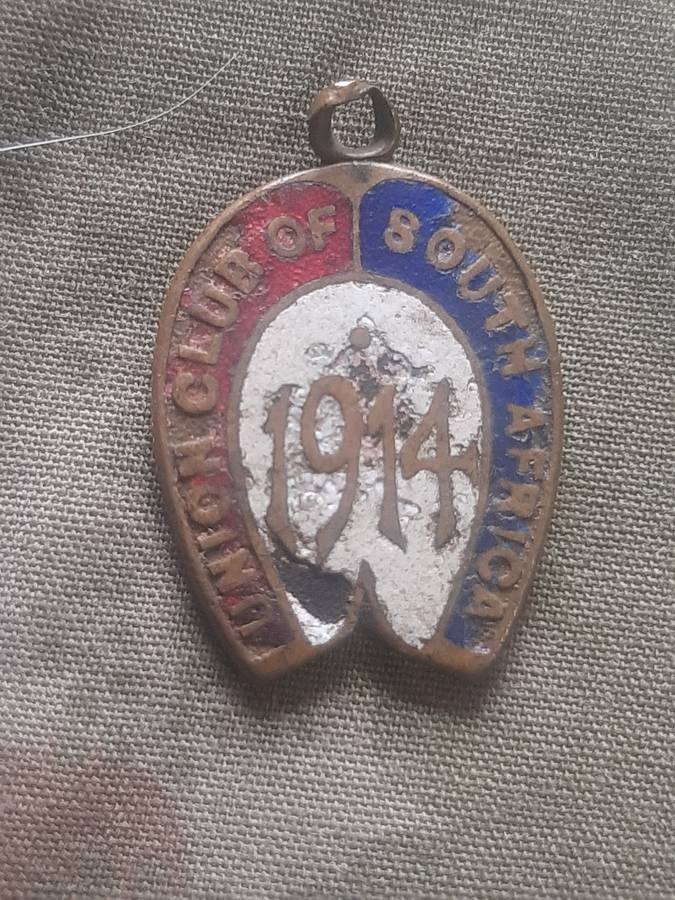 UNION CLUB OF SOUTH AFRICA
1914